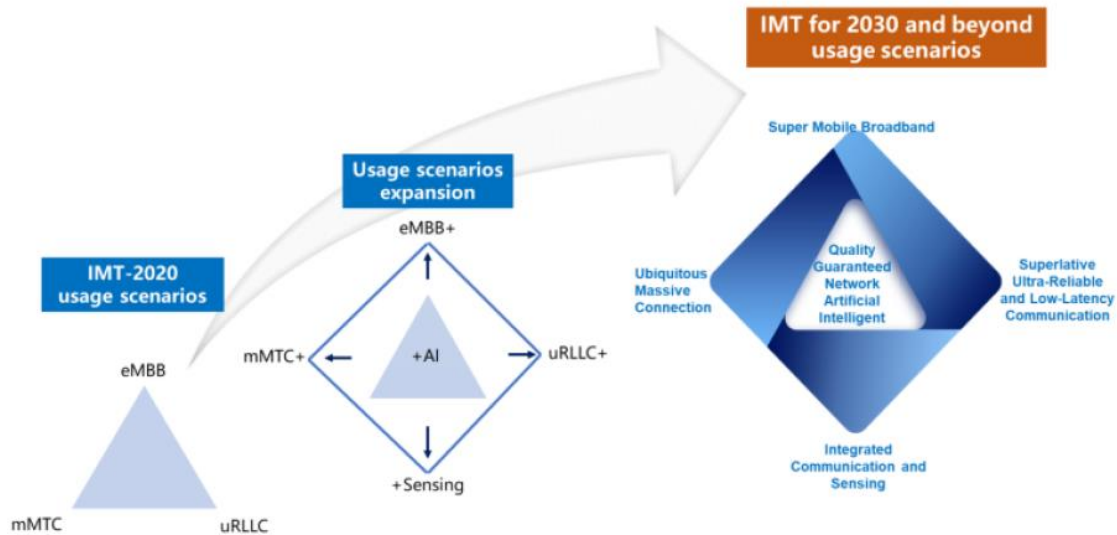 IMT for 2030 and beyond
usage scenarios
Super Mobile Broadband
Usage scenarios
expansion
eMBB+
IMT-2020
usage scenarios
Quality
Guaranteed
Network
Artificial
Intelligent
Ubiquitous
Massive
Connection
Superlative
Ultra-Reliable
and Low-Latency
Communication
mMTC+
+AI
uRLLC+
eMBB
Integrated
Communication and
Sensing
+Sensing
mMTC
uRLLC